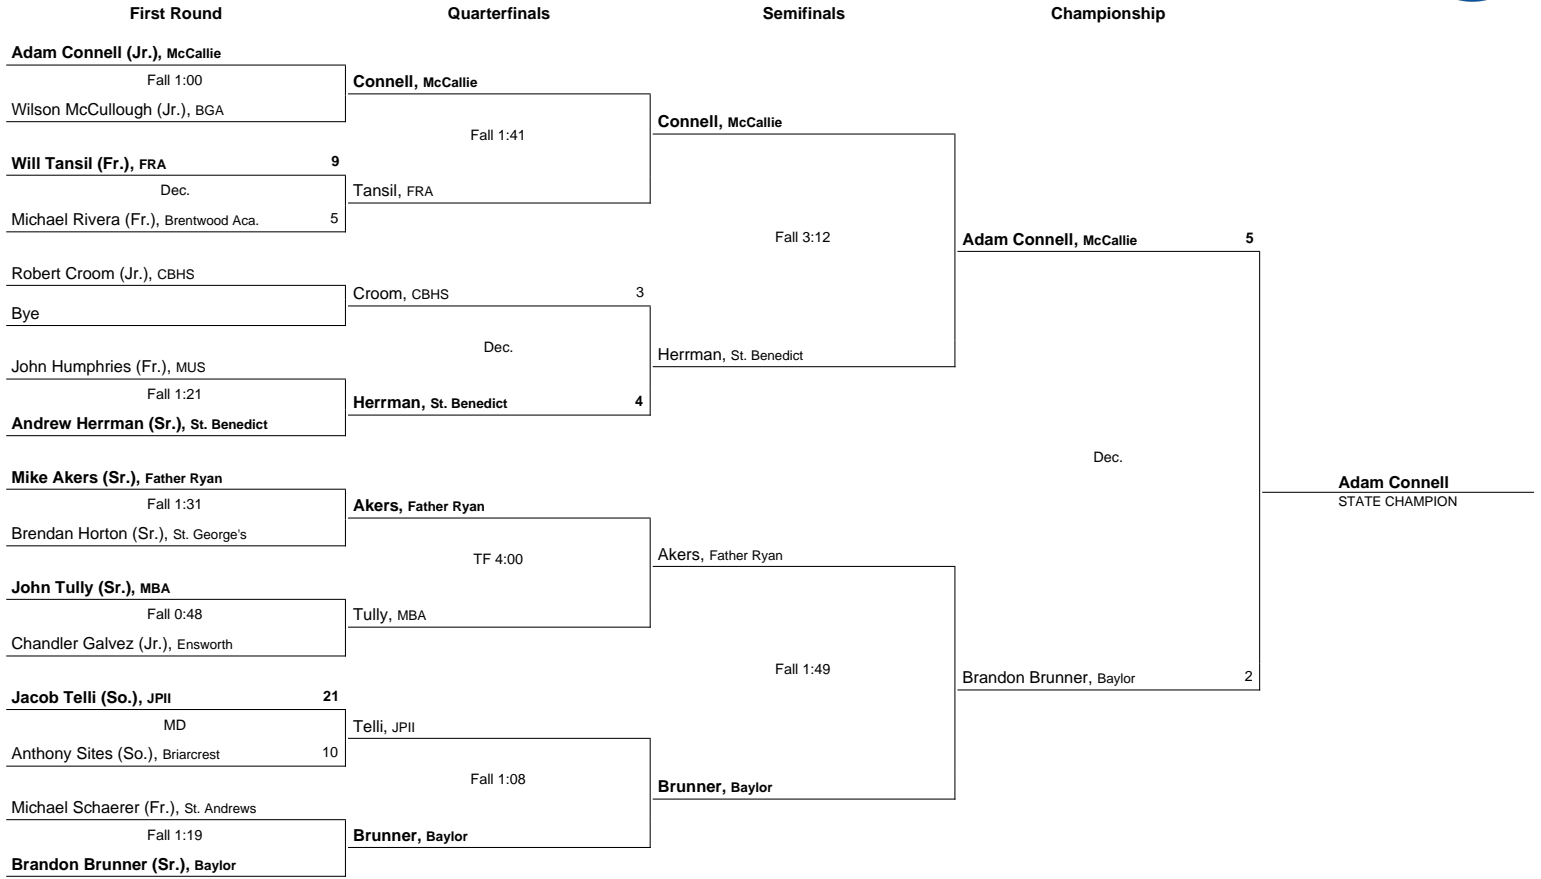 First Round Quarterfinals Semifinals Championship
Adam Connell (Jr.), McCallie
Fall 1:00
Wilson McCullough (Jr.), BGA
Will Tansil (Fr.), FRA 9
Dec.
Michael Rivera (Fr.), Brentwood Aca. 5
Robert Croom (Jr.), CBHS
Bye
John Humphries (Fr.), MUS
Fall 1:21
Andrew Herrman (Sr.), St. Benedict
Mike Akers (Sr.), Father Ryan
Fall 1:31
Brendan Horton (Sr.), St. George's
John Tully (Sr.), MBA
Fall 0:48
Chandler Galvez (Jr.), Ensworth
Jacob Telli (So.), JPII 21
MD
Anthony Sites (So.), Briarcrest 10
Michael Schaerer (Fr.), St. Andrews
Fall 1:19
Brandon Brunner (Sr.), Baylor
Connell, McCallie
Fall 1:41
Tansil, FRA
Croom, CBHS 3
Dec.
Herrman, St. Benedict 4
Akers, Father Ryan
TF 4:00
Tully, MBA
Telli, JPII
Fall 1:08
Brunner, Baylor
Connell, McCallie
Fall 3:12
Herrman, St. Benedict
Akers, Father Ryan
Fall 1:49
Brunner, Baylor
Adam Connell, McCallie 5
Dec.
Brandon Brunner, Baylor 2
Adam Connell
STATE CHAMPION